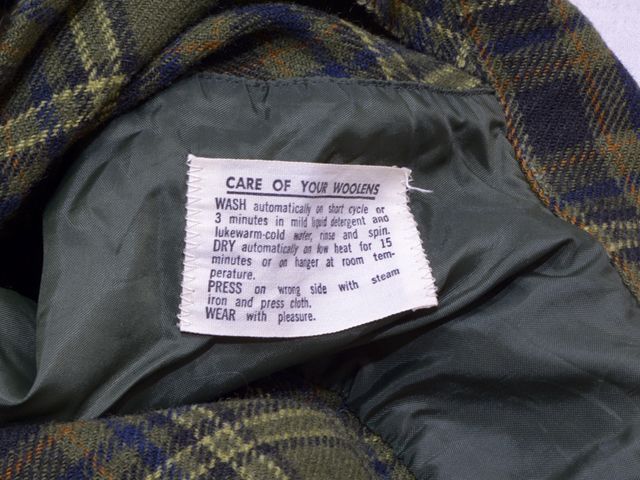 CARE OF YOUR WOOLENS
WASH automatically on short cycle or
3 minutes in mild liquid detergent and
lukewarm-cold water, rinse and spin.
DRY automatically on low heat for 15
minutes or on hanger at room tem-
perature.
PRESS on wrong side with steam
iron and press cloth.
WEAR with pleasure.